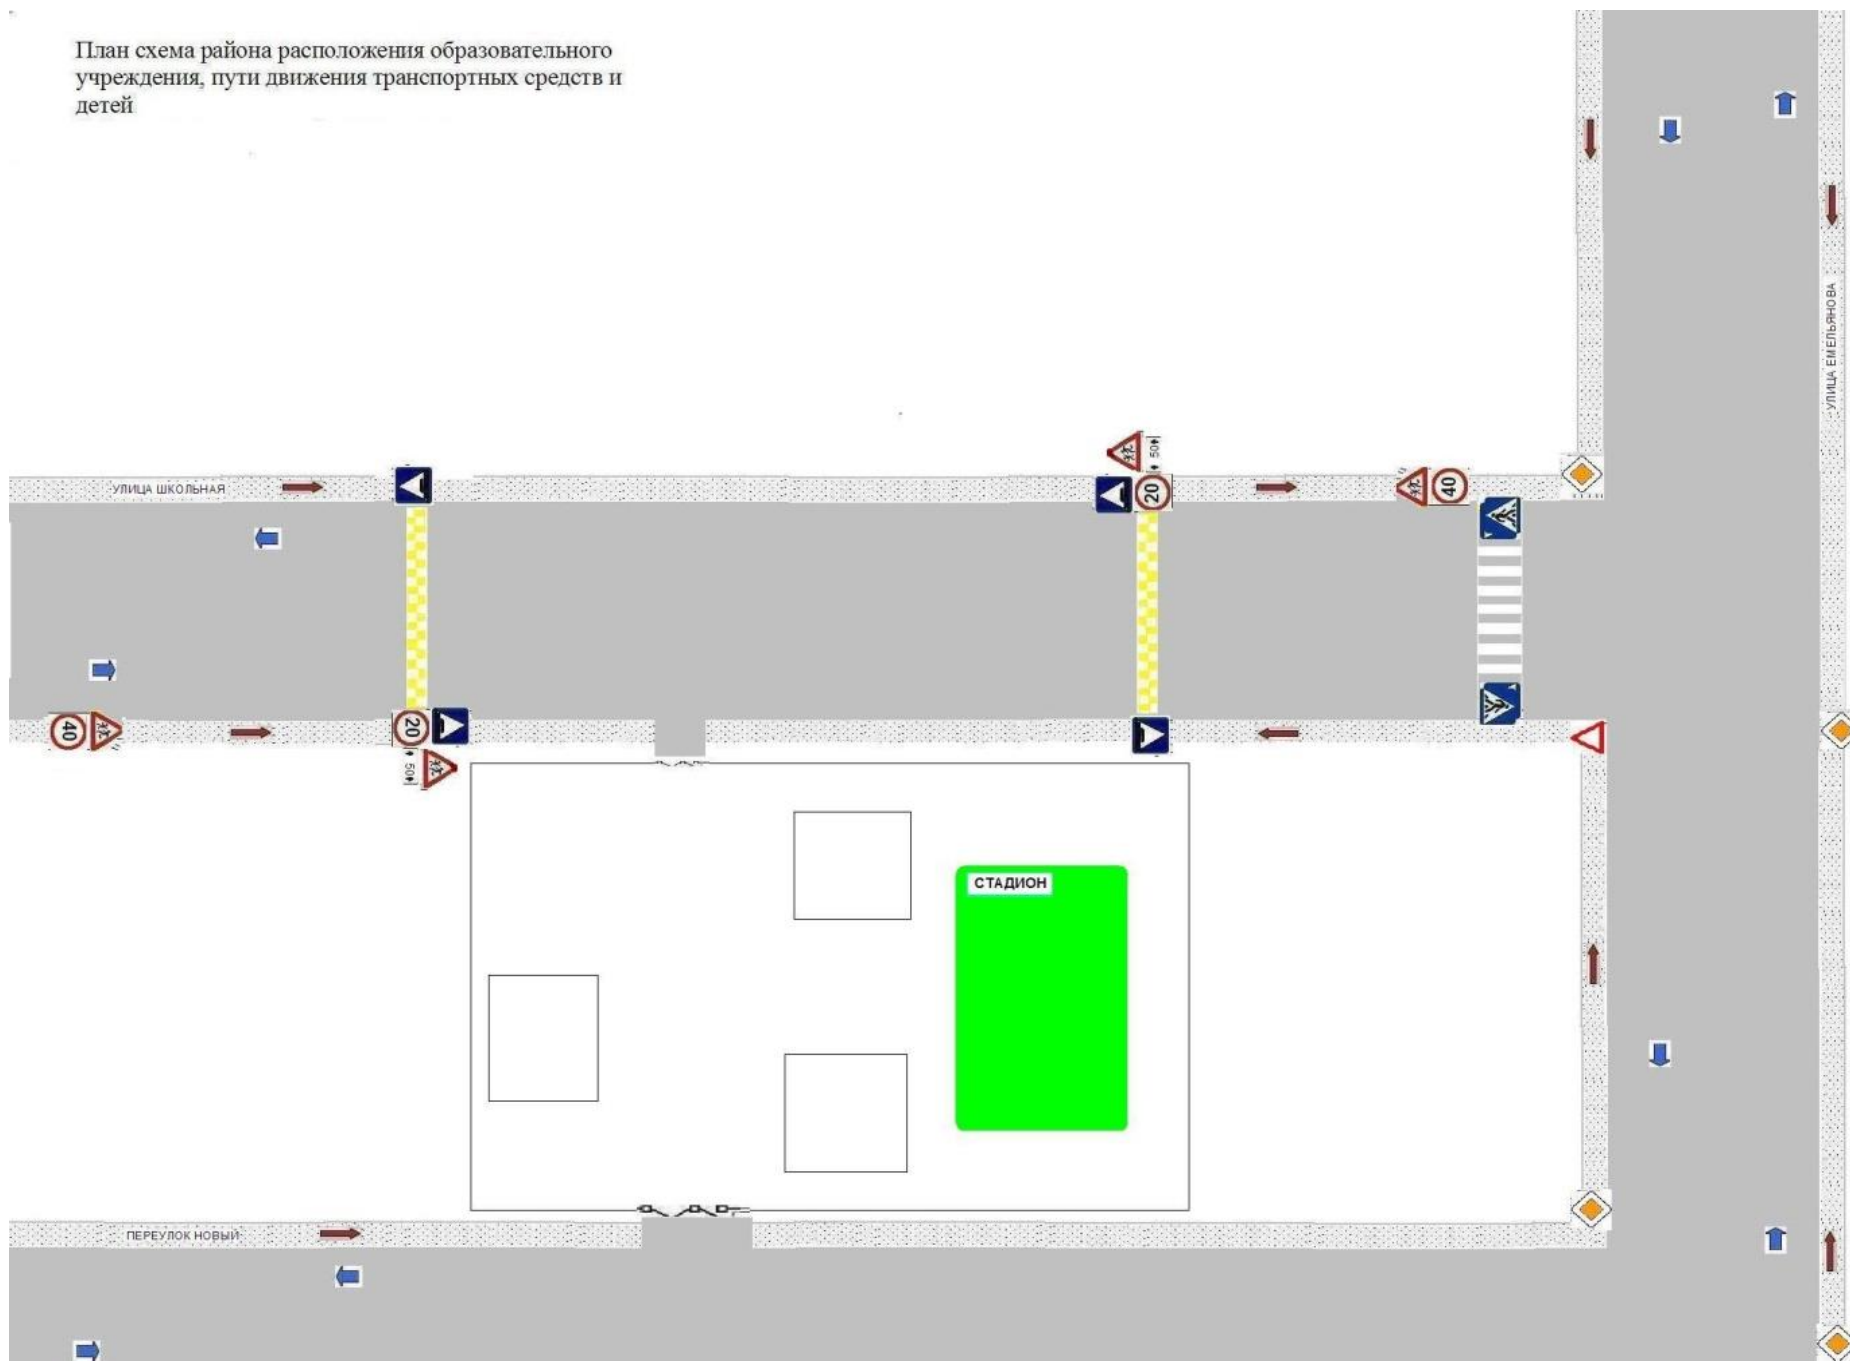 План схема района расположения образовательного
учреждения, пути движения транспортных средств и
детей
УЛИЦА ЕМЕЛЬЯНОВА
50
УЛИЦА ШКОЛЬНАЯ
20
40
40
20
50
СТАДИОН
ПЕРЕУЛОК НОВЫЙ